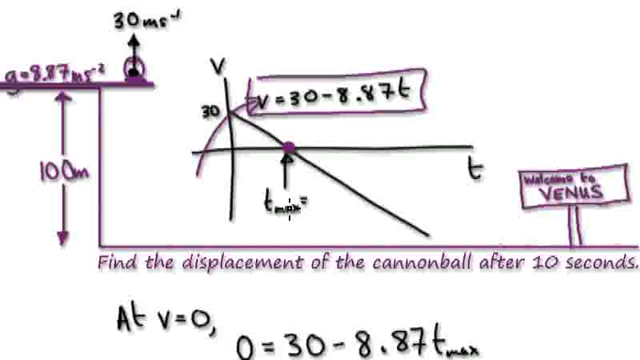 30ms⁻¹
g=8.87ms⁻²
V
30
V=30-8.87t
100m
t
tmax=
Welcome to
VENUS
Find the displacement of the cannonball after 10 seconds.
At v=0,
0=30-8.87tmax